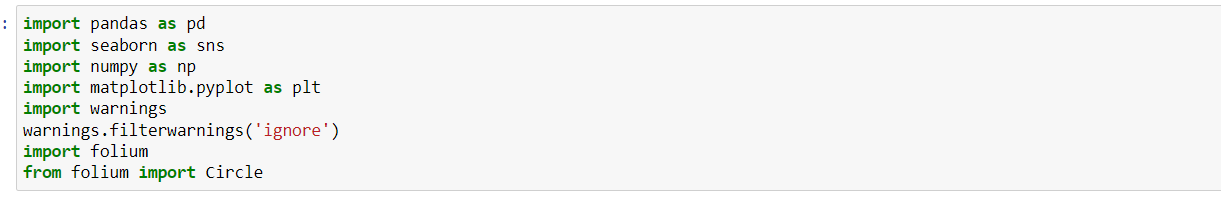 :
import pandas as pd
import seaborn as sns
import numpy as np
import matplotlib.pyplot as plt
import warnings
warnings.filterwarnings('ignore')
import folium
from folium import Circle